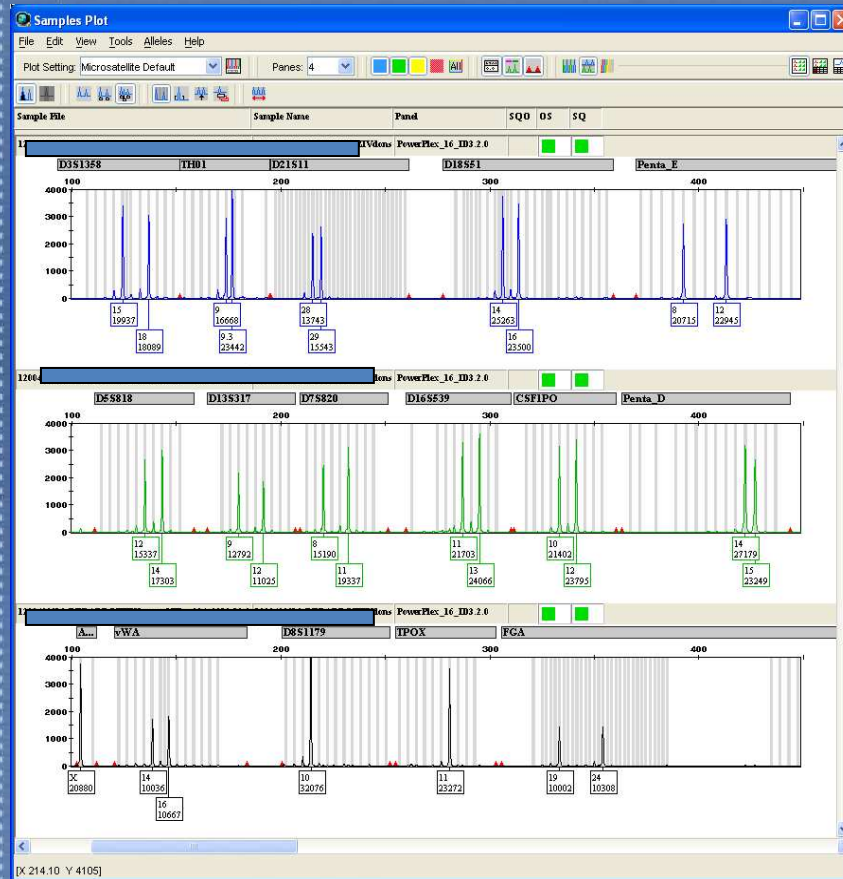 Samples Plot
File Edit View Tools Alleles Help
Plot Setting: Microsatellite Default Panes: 4 All
Sample File Sample Name Panel SQO OS SQ
PowerPlex_16_ID3.2.0
D3S1358 TH01 D21S11 D18S51 Penta_E
100 200 300 400
4000
3000
2000
1000
0
15 9 28 14 8 12
19937 16668 13743 25263 20715 22945
18 9.3 29 16
18089 23442 15543 23500
PowerPlex_16_ID3.2.0
D5S818 D13S317 D7S820 D16S539 CSF1PO Penta_D
100 200 300 400
4000
3000
2000
1000
0
12 9 8 11 10 14
15337 12792 15190 21703 21402 27179
14 12 11 13 12 15
17303 11025 19337 24066 23795 23249
PowerPlex_16_ID3.2.0
A... vWA D8S1179 TPOX FGA
100 200 300 400
4000
3000
2000
1000
0
X 14 10 11 19 24
20880 10036 32076 23272 10002 10308
16
10667
[X 214.10 Y 4105]